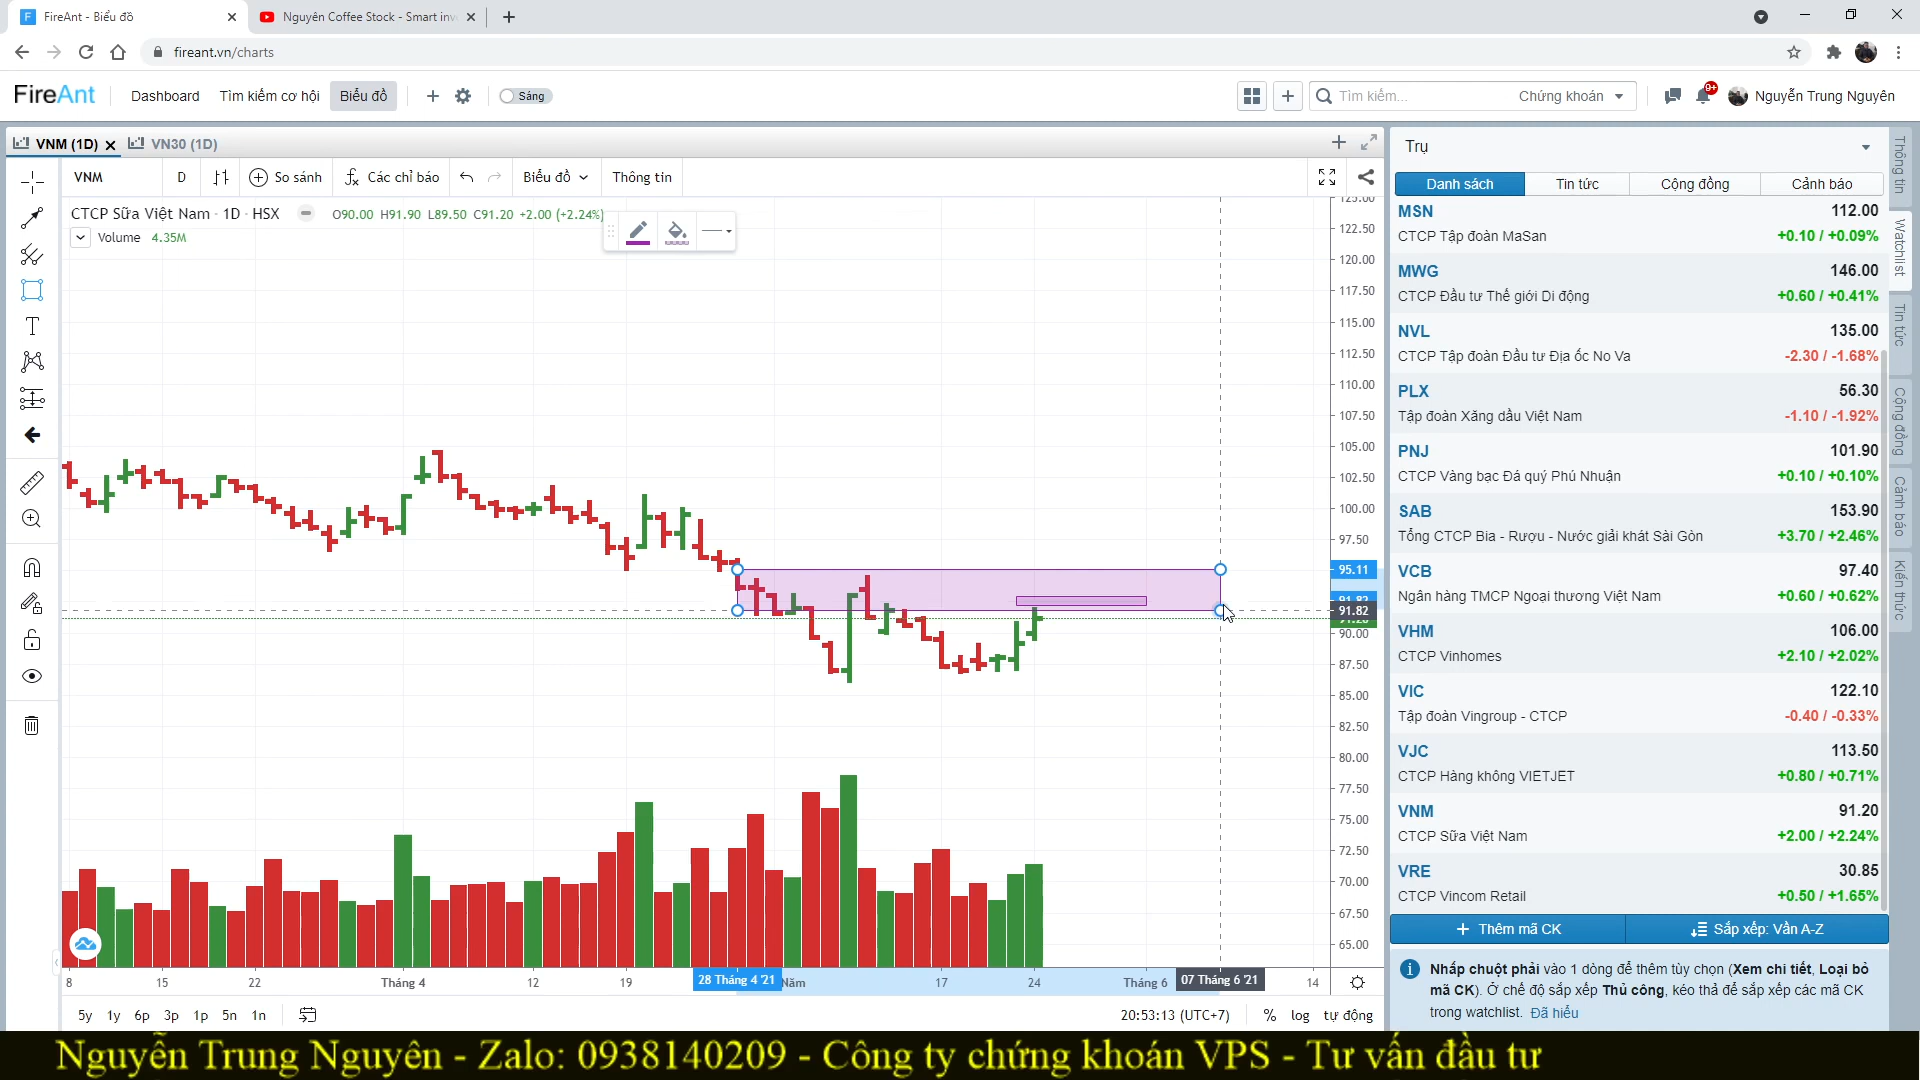 FireAnt - Biểu đồ
Nguyên Coffee Stock - Smart inv
fireant.vn/charts
FireAnt
Dashboard
Tìm kiếm cơ hội
Biểu đồ
Sáng
Tìm kiếm...
Chứng khoán
9+
Nguyễn Trung Nguyên
VNM (1D)
VN30 (1D)
VNM
D
So sánh
Các chỉ báo
Biểu đồ
Thông tin
CTCP Sữa Việt Nam · 1D · HSX
O90.00 H91.90 L89.50 C91.20 +2.00 (+2.24%)
Volume 4.35M
125.00
122.50
120.00
117.50
115.00
112.50
110.00
107.50
105.00
102.50
100.00
97.50
95.11
91.82
91.82
90.00
87.50
85.00
82.50
80.00
77.50
75.00
72.50
70.00
67.50
65.00
8
15
22
Tháng 4
12
19
28 Tháng 4 '21
Năm
17
24
Tháng 6
07 Tháng 6 '21
14
5y 1y 6p 3p 1p 5n 1n
20:53:13 (UTC+7)
% log tự động
Trụ
Danh sách
Tin tức
Cộng đồng
Cảnh báo
MSN 112.00
CTCP Tập đoàn MaSan +0.10 / +0.09%
MWG 146.00
CTCP Đầu tư Thế giới Di động +0.60 / +0.41%
NVL 135.00
CTCP Tập đoàn Đầu tư Địa ốc No Va -2.30 / -1.68%
PLX 56.30
Tập đoàn Xăng dầu Việt Nam -1.10 / -1.92%
PNJ 101.90
CTCP Vàng bạc Đá quý Phú Nhuận +0.10 / +0.10%
SAB 153.90
Tổng CTCP Bia - Rượu - Nước giải khát Sài Gòn +3.70 / +2.46%
VCB 97.40
Ngân hàng TMCP Ngoại thương Việt Nam +0.60 / +0.62%
VHM 106.00
CTCP Vinhomes +2.10 / +2.02%
VIC 122.10
Tập đoàn Vingroup - CTCP -0.40 / -0.33%
VJC 113.50
CTCP Hàng không VIETJET +0.80 / +0.71%
VNM 91.20
CTCP Sữa Việt Nam +2.00 / +2.24%
VRE 30.85
CTCP Vincom Retail +0.50 / +1.65%
Thêm mã CK
Sắp xếp: Vần A-Z
Nhấp chuột phải vào 1 dòng để thêm tùy chọn (Xem chi tiết, Loại bỏ
mã CK). Ở chế độ sắp xếp Thủ công, kéo thả để sắp xếp các mã CK
trong watchlist. Đã hiểu
Thông tin
Watchlist
Tin tức
Cộng đồng
Cảnh báo
Kiến thức
Nguyễn Trung Nguyên - Zalo: 0938140209 - Công ty chứng khoán VPS - Tư vấn đầu tư